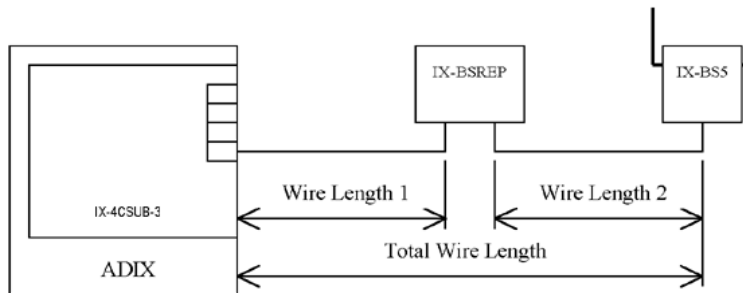 IX-BSREP
IX-BS5
Wire Length 1
Wire Length 2
IX-4CSUB-3
Total Wire Length
ADIX